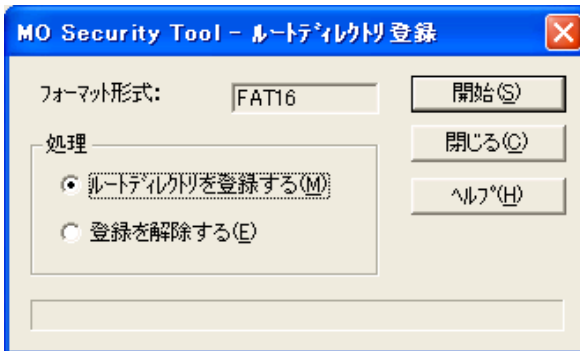 MO Security Tool - ﾙｰﾄﾃﾞｨﾚｸﾄﾘ登録
ﾌｫｰﾏｯﾄ形式:
FAT16
開始(S)
処理
閉じる(C)
ﾙｰﾄﾃﾞｨﾚｸﾄﾘを登録する(M)
ﾍﾙﾌﾟ(H)
登録を解除する(E)